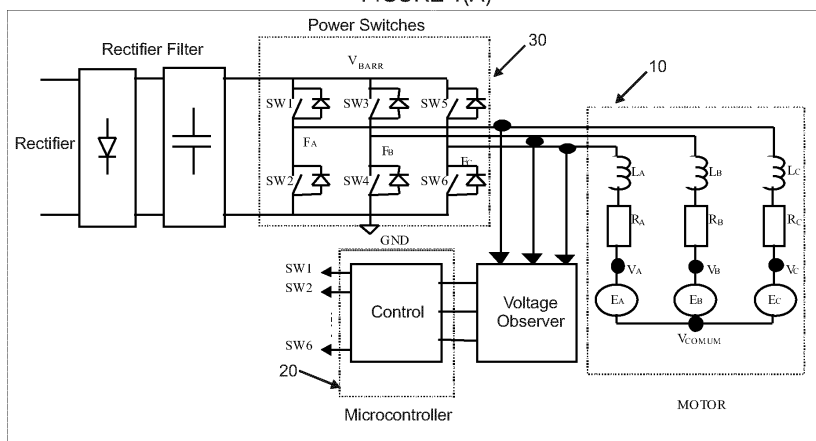 Power Switches
30
Rectifier Filter
VBARR
10
SW1
SW3
SW5
Rectifier
FA
FB
FC
LA
LB
LC
SW2
SW4
SW6
RA
RB
RC
GND
SW1
SW2
SW6
Control
Voltage
Observer
VA
VB
VC
EA
EB
EC
VCOMUM
20
Microcontroller
MOTOR